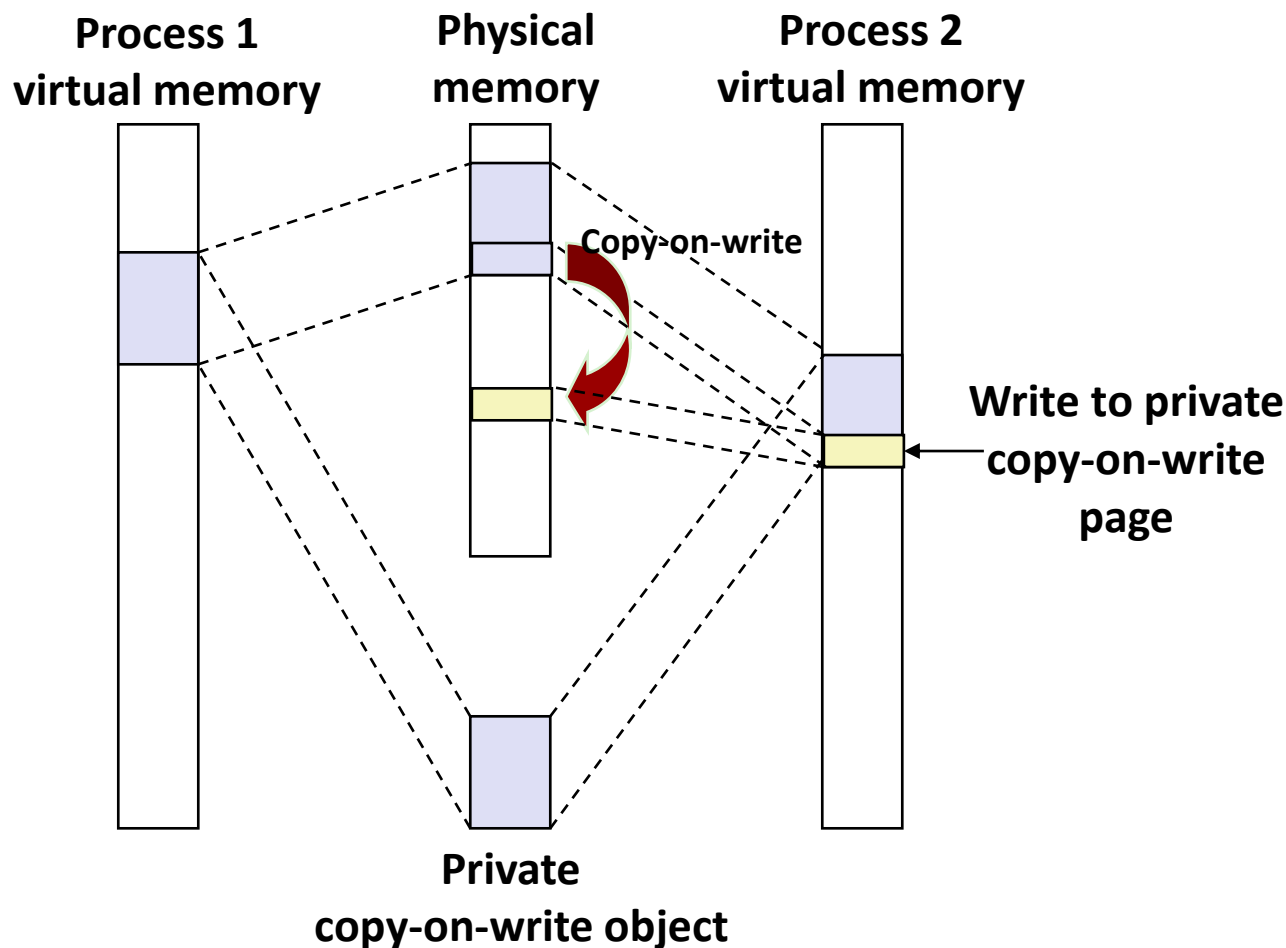 Process 1
virtual memory
Physical
memory
Process 2
virtual memory
Copy-on-write
Write to private
copy-on-write
page
Private
copy-on-write object